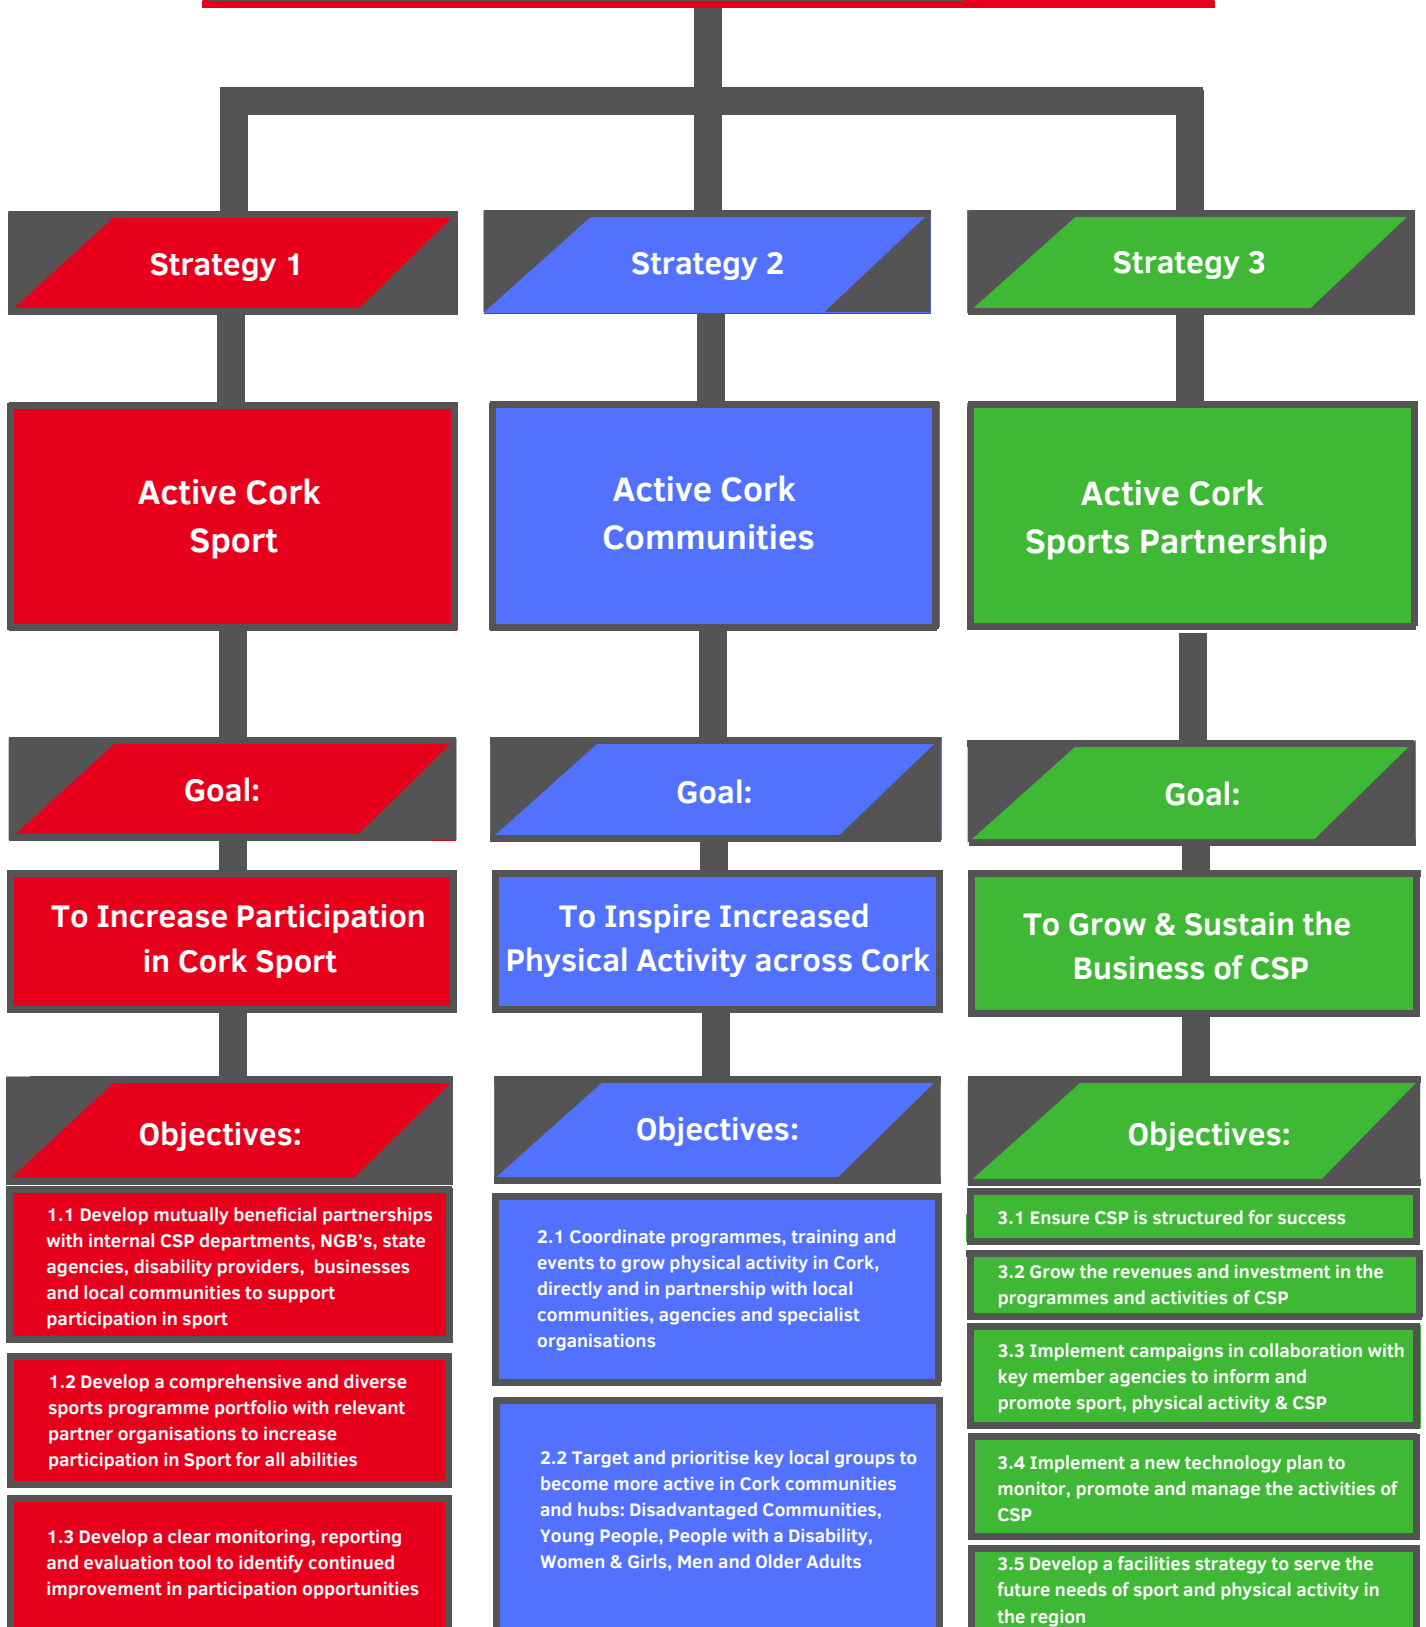 Strategy 1
Strategy 2
Strategy 3
Active Cork
Sport
Active Cork
Communities
Active Cork
Sports Partnership
Goal:
Goal:
Goal:
To Increase Participation
in Cork Sport
To Inspire Increased
Physical Activity across Cork
To Grow & Sustain the
Business of CSP
Objectives:
1.1 Develop mutually beneficial partnerships
with internal CSP departments, NGB's, state
agencies, disability providers,  businesses
and local communities to support
participation in sport
1.2 Develop a comprehensive and diverse
sports programme portfolio with relevant
partner organisations to increase
participation in Sport for all abilities
1.3 Develop a clear monitoring, reporting
and evaluation tool to identify continued
improvement in participation opportunities
Objectives:
2.1 Coordinate programmes, training and
events to grow physical activity in Cork,
directly and in partnership with local
communities, agencies and specialist
organisations
2.2 Target and prioritise key local groups to
become more active in Cork communities
and hubs: Disadvantaged Communities,
Young People, People with a Disability,
Women & Girls, Men and Older Adults
Objectives:
3.1 Ensure CSP is structured for success
3.2 Grow the revenues and investment in the
programmes and activities of CSP
3.3 Implement campaigns in collaboration with
key member agencies to inform and
promote sport, physical activity & CSP
3.4 Implement a new technology plan to
monitor, promote and manage the activities of
CSP
3.5 Develop a facilities strategy to serve the
future needs of sport and physical activity in
the region